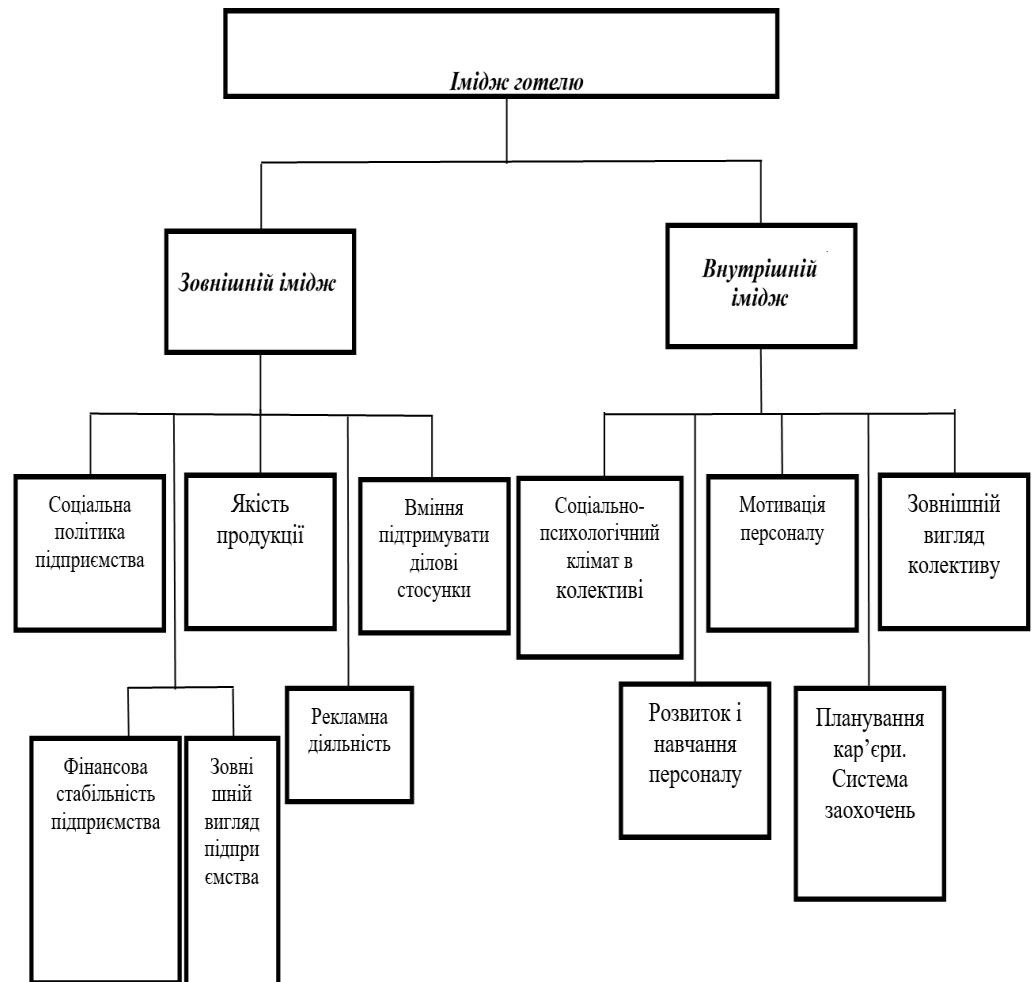 Імідж готелю
Зовнішній імідж
Внутрішній
імідж
Соціальна
політика
підприємства
Якість
продукції
Вміння
підтримувати
ділові
стосунки
Соціально-
психологічний
клімат в
колективі
Мотивація
персоналу
Зовнішній
вигляд
колективу
Фінансова
стабільність
підприємства
Зовні
шній
вигляд
підпри
ємства
Рекламна
діяльність
Розвиток і
навчання
персоналу
Планування
кар’єри.
Система
заохочень